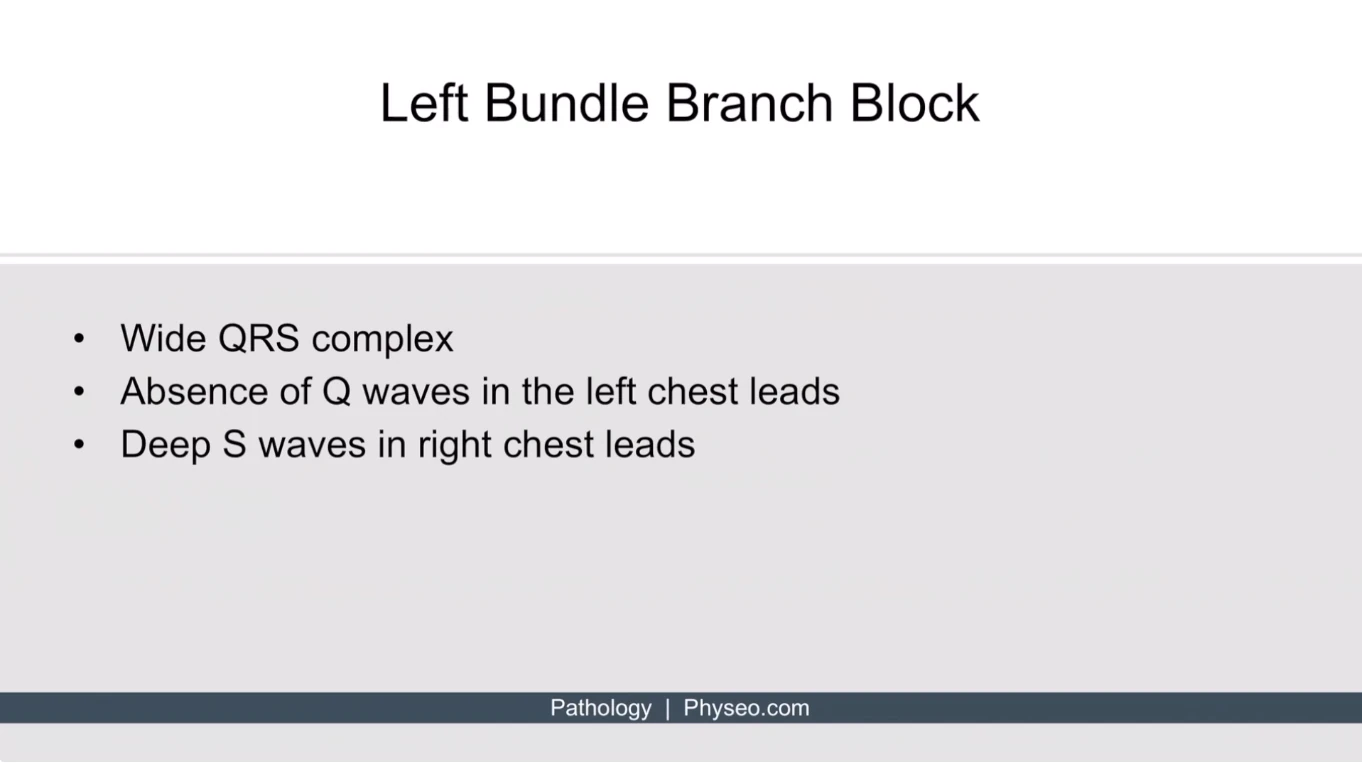 Left Bundle Branch Block
• Wide QRS complex
• Absence of Q waves in the left chest leads
• Deep S waves in right chest leads
Pathology | Physeo.com